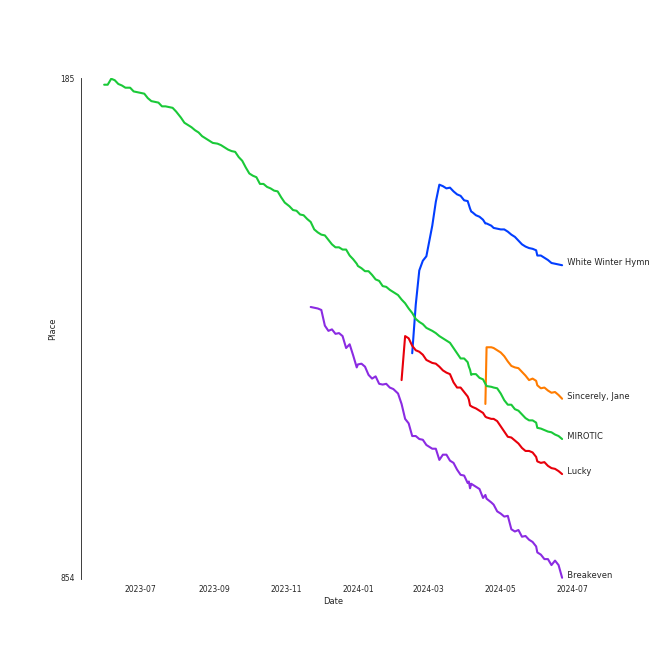 185
White Winter Hymn
Place
Sincerely, Jane
MIROTIC
Lucky
Breakeven
854
2023-07 2023-09 2023-11 2024-01 2024-03 2024-05 2024-07
Date